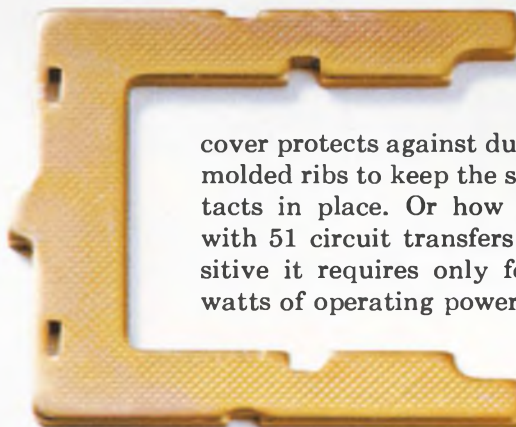 cover protects against du
molded ribs to keep the s
tacts in place. Or how
with 51 circuit transfers
sitive it requires only f
watts of operating power